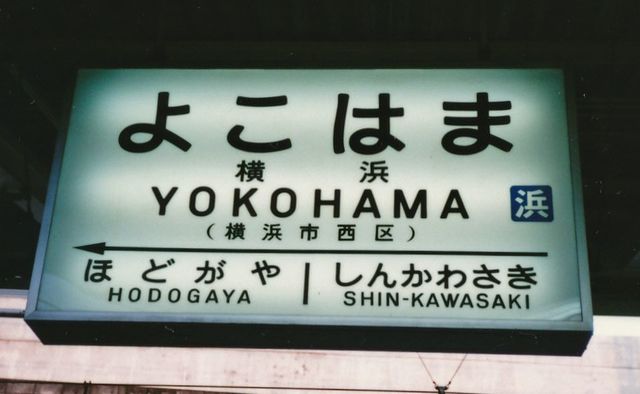 よこはま
横浜
YOKOHAMA
浜
(横浜市西区)
ほどがや しんかわさき
HODOGAYA SHIN-KAWASAKI